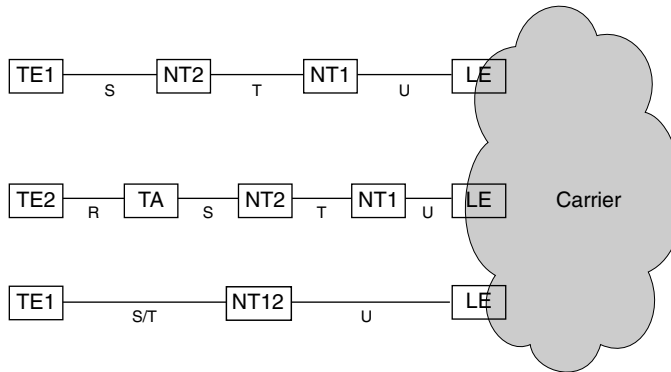 TE1 NT2 NT1 LE
S T U
TE2 TA NT2 NT1 LE Carrier
R S T U
TE1 NT12 LE
S/T U